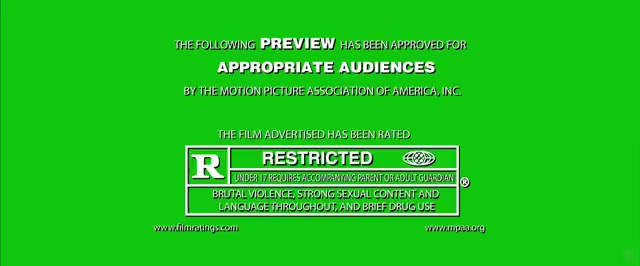 THE FOLLOWING PREVIEW HAS BEEN APPROVED FOR
APPROPRIATE AUDIENCES
BY THE MOTION PICTURE ASSOCIATION OF AMERICA, INC.
THE FILM ADVERTISED HAS BEEN RATED
R RESTRICTED
UNDER 17 REQUIRES ACCOMPANYING PARENT OR ADULT GUARDIAN
®
BRUTAL VIOLENCE, STRONG SEXUAL CONTENT AND
LANGUAGE THROUGHOUT, AND BRIEF DRUG USE
www.filmratings.com www.mpaa.org